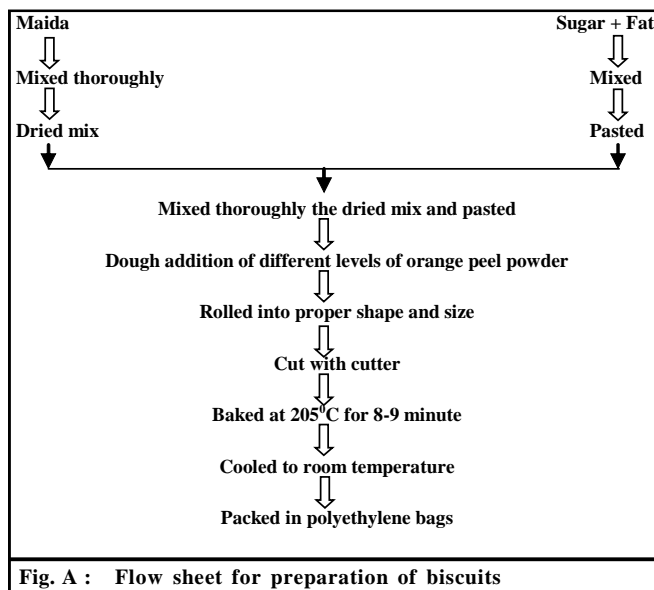 Maida
Sugar + Fat
Mixed thoroughly
Mixed
Dried mix
Pasted
Mixed thoroughly the dried mix and pasted
Dough addition of different levels of orange peel powder
Rolled into proper shape and size
Cut with cutter
Baked at 205⁰C for 8-9 minute
Cooled to room temperature
Packed in polyethylene bags
Fig. A : Flow sheet for preparation of biscuits